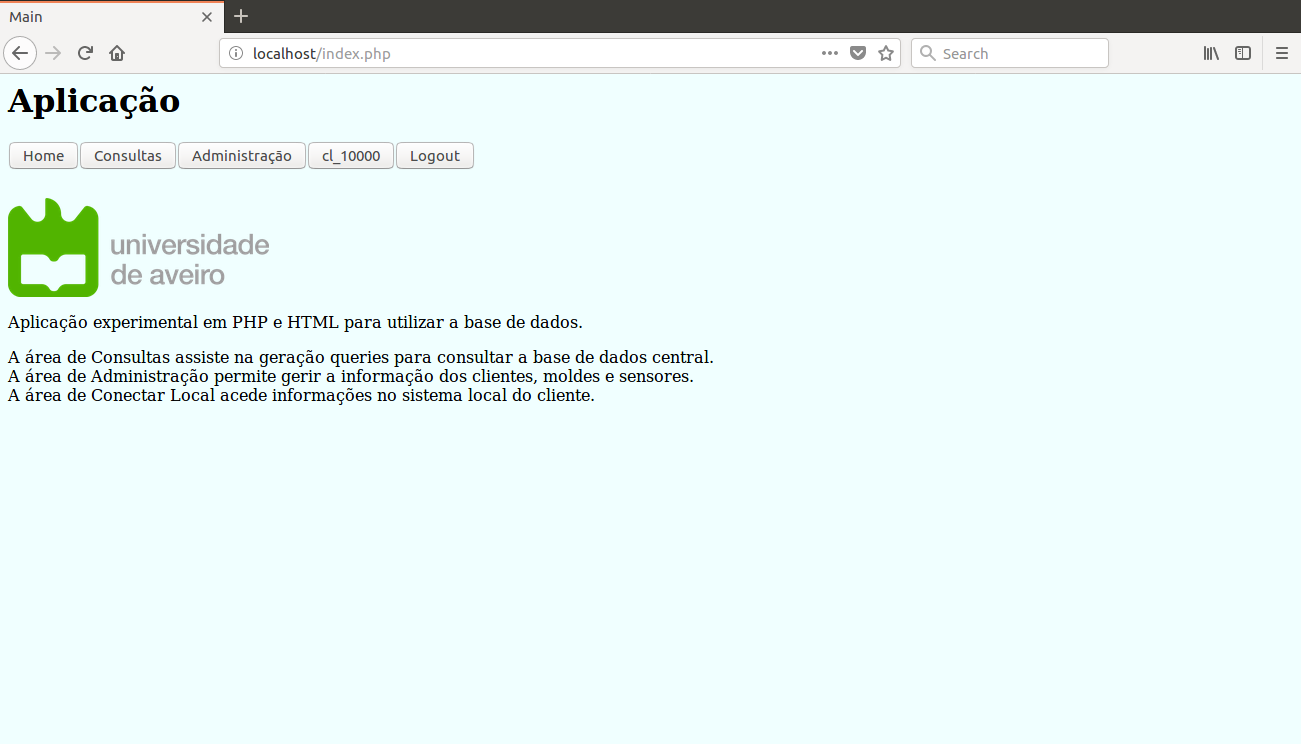 Main
localhost/index.php
Search
Aplicação
Home Consultas Administração cl_10000 Logout
universidade
de aveiro
Aplicação experimental em PHP e HTML para utilizar a base de dados.
A área de Consultas assiste na geração queries para consultar a base de dados central.
A área de Administração permite gerir a informação dos clientes, moldes e sensores.
A área de Conectar Local acede informações no sistema local do cliente.